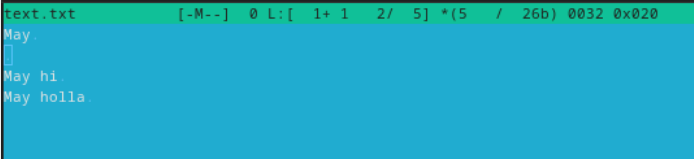 text.txt [-M--] 0 L:[ 1+ 1 2/ 5] *(5 / 26b) 0032 0x020
May.
.
May hi.
May holla.